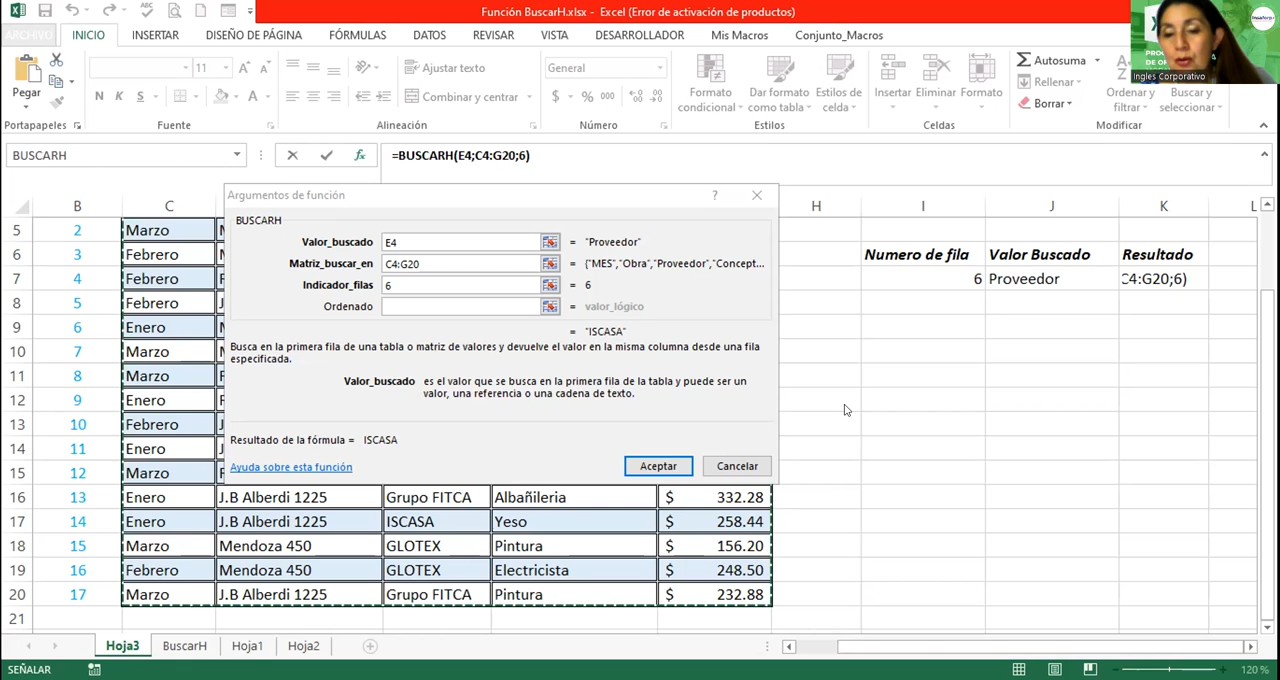 Función BuscarH.xlsx - Excel (Error de activación de productos)
ARCHIVO INICIO INSERTAR DISEÑO DE PÁGINA FÓRMULAS DATOS REVISAR VISTA DESARROLLADOR Mis Macros Conjunto_Macros
Ingles Corporativo
Pegar
Portapapeles
11
N K S
Fuente
Ajustar texto
Combinar y centrar
Alineación
General
$ % 000
Número
Formato condicional
Dar formato como tabla
Estilos de celda
Estilos
Insertar Eliminar Formato
Celdas
Autosuma
Rellenar
Borrar
Ordenar y filtrar
Buscar y seleccionar
Modificar
BUSCARH
=BUSCARH(E4;C4:G20;6)
B C H I J K L
Argumentos de función
BUSCARH
Valor_buscado E4 = "Proveedor"
Matriz_buscar_en C4:G20 = {"MES","Obra","Proveedor","Concept...
Indicador_filas 6 = 6
Ordenado = valor_lógico
= "ISCASA"
Busca en la primera fila de una tabla o matriz de valores y devuelve el valor en la misma columna desde una fila
especificada.
Valor_buscado es el valor que se busca en la primera fila de la tabla y puede ser un
valor, una referencia o una cadena de texto.
Resultado de la fórmula = ISCASA
Ayuda sobre esta función
Aceptar Cancelar
5 2 Marzo
6 3 Febrero Numero de fila Valor Buscado Resultado
7 4 Febrero 6 Proveedor C4:G20;6)
8 5 Febrero
9 6 Enero
10 7 Marzo
11 8 Marzo
12 9 Enero
13 10 Febrero
14 11 Enero
15 12 Marzo
16 13 Enero J.B Alberdi 1225 Grupo FITCA Albañileria $ 332.28
17 14 Enero J.B Alberdi 1225 ISCASA Yeso $ 258.44
18 15 Marzo Mendoza 450 GLOTEX Pintura $ 156.20
19 16 Febrero Mendoza 450 GLOTEX Electricista $ 248.50
20 17 Marzo J.B Alberdi 1225 Grupo FITCA Pintura $ 232.88
21
Hoja3 BuscarH Hoja1 Hoja2
SEÑALAR
120 %